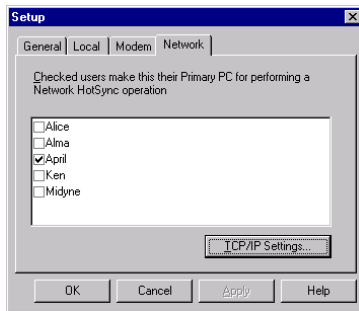 Setup
General Local Modem Network
Checked users make this their Primary PC for performing a
Network HotSync operation
Alice
Alma
April
Ken
Midyne
TCP/IP Settings...
OK Cancel Apply Help